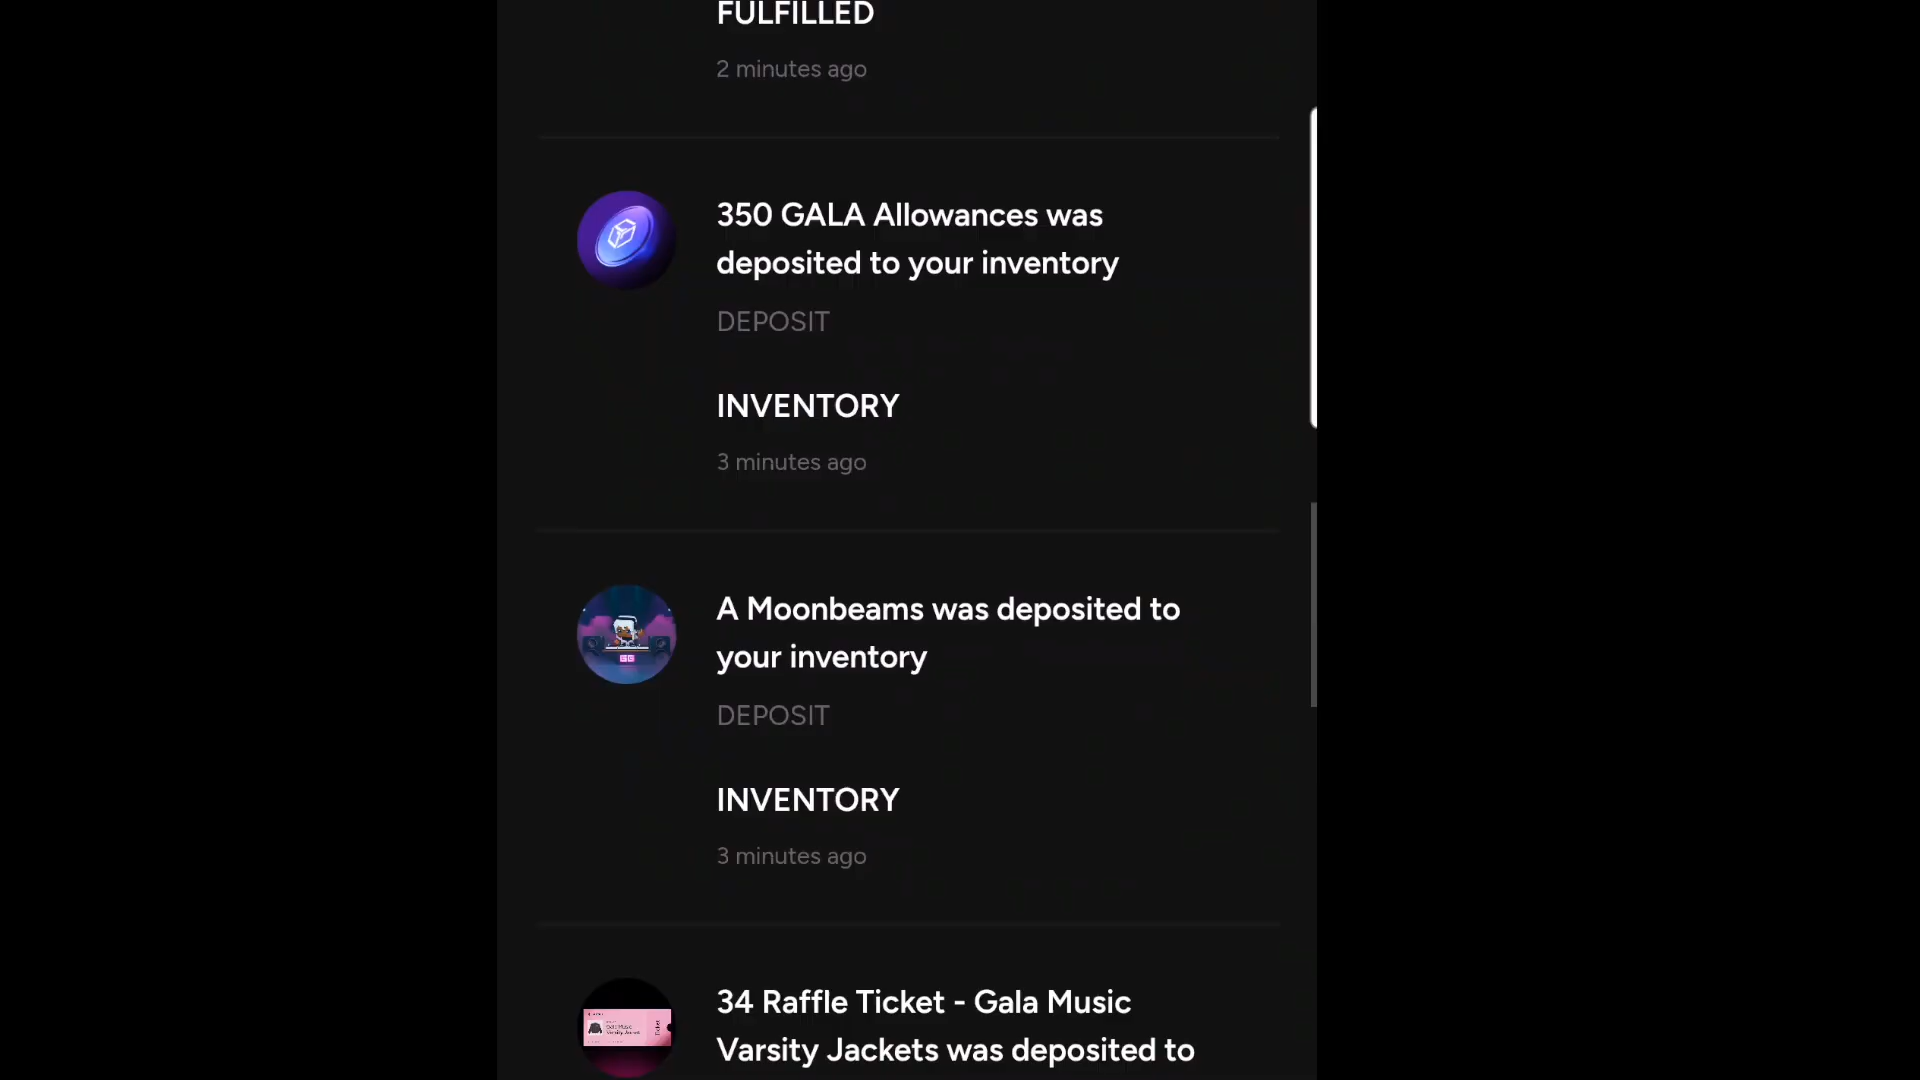 FULFILLED
2 minutes ago
350 GALA Allowances was
deposited to your inventory
DEPOSIT
INVENTORY
3 minutes ago
A Moonbeams was deposited to
your inventory
DEPOSIT
INVENTORY
3 minutes ago
34 Raffle Ticket - Gala Music
Varsity Jackets was deposited to